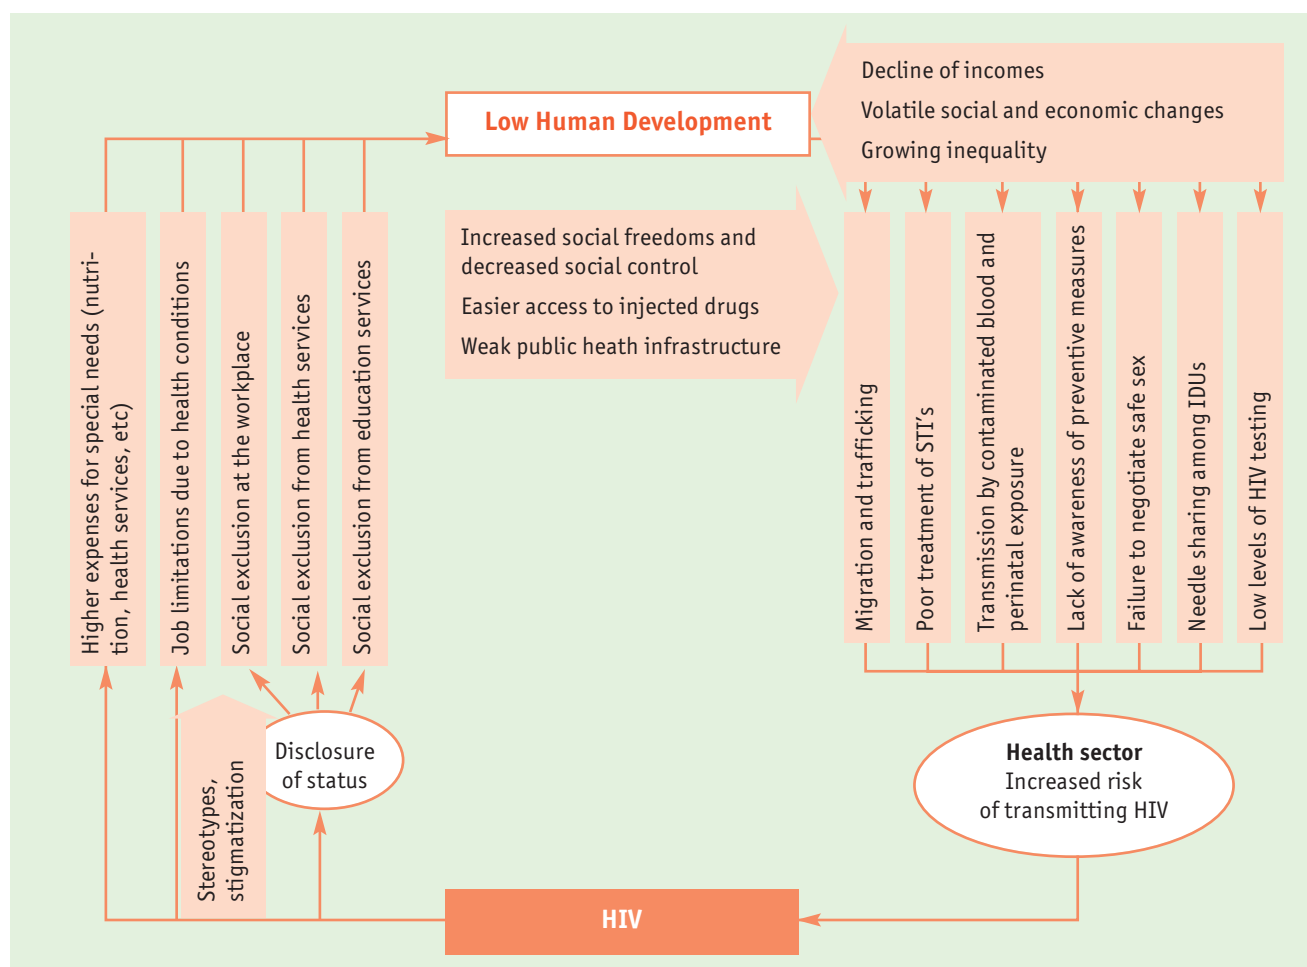 Low Human Development
Decline of incomes
Volatile social and economic changes
Growing inequality
Increased social freedoms and
decreased social control
Easier access to injected drugs
Weak public heath infrastructure
Higher expenses for special needs (nutri-
tion, health services, etc)
Job limitations due to health conditions
Social exclusion at the workplace
Social exclusion from health services
Social exclusion from education services
Migration and trafficking
Poor treatment of STI's
Transmission by contaminated blood and
perinatal exposure
Lack of awareness of preventive measures
Failure to negotiate safe sex
Needle sharing among IDUs
Low levels of HIV testing
Stereotypes,
stigmatization
Disclosure
of status
Health sector
Increased risk
of transmitting HIV
HIV